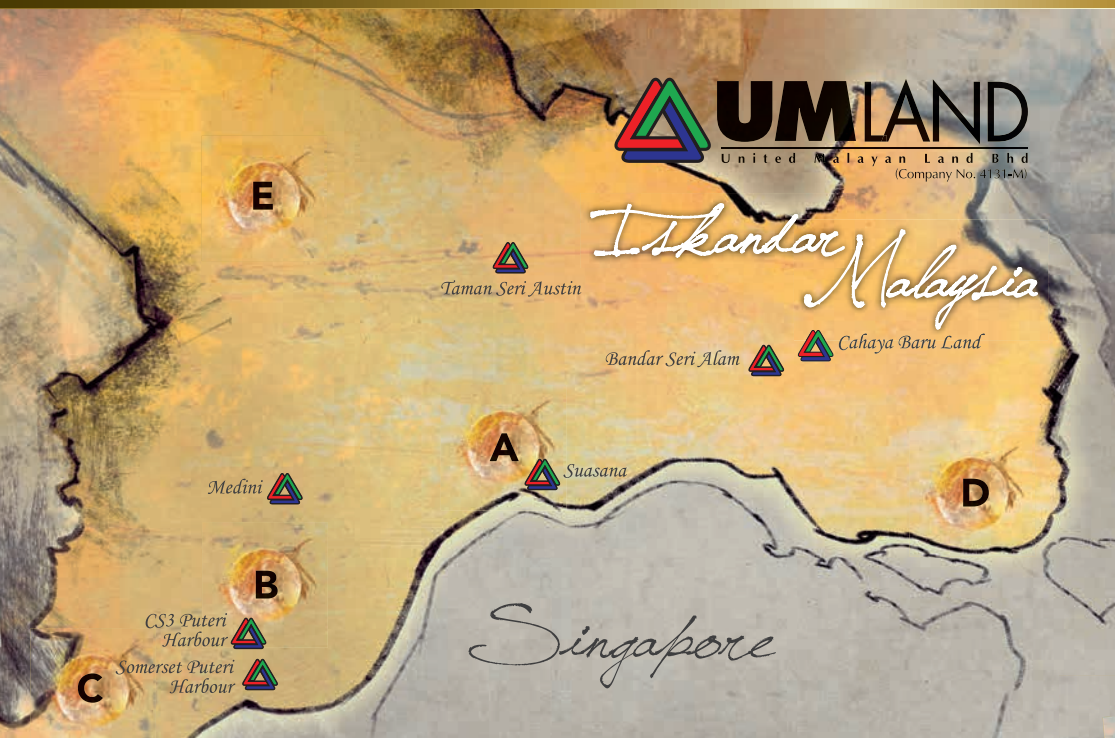 UMLAND
United Malayan Land Bhd
(Company No. 4131-M)
Iskandar
Malaysia
E
Taman Seri Austin
Cahaya Baru Land
Bandar Seri Alam
A
Suasana
Medini
D
B
CS3 Puteri
Harbour
Somerset Puteri
Harbour
C
Singapore